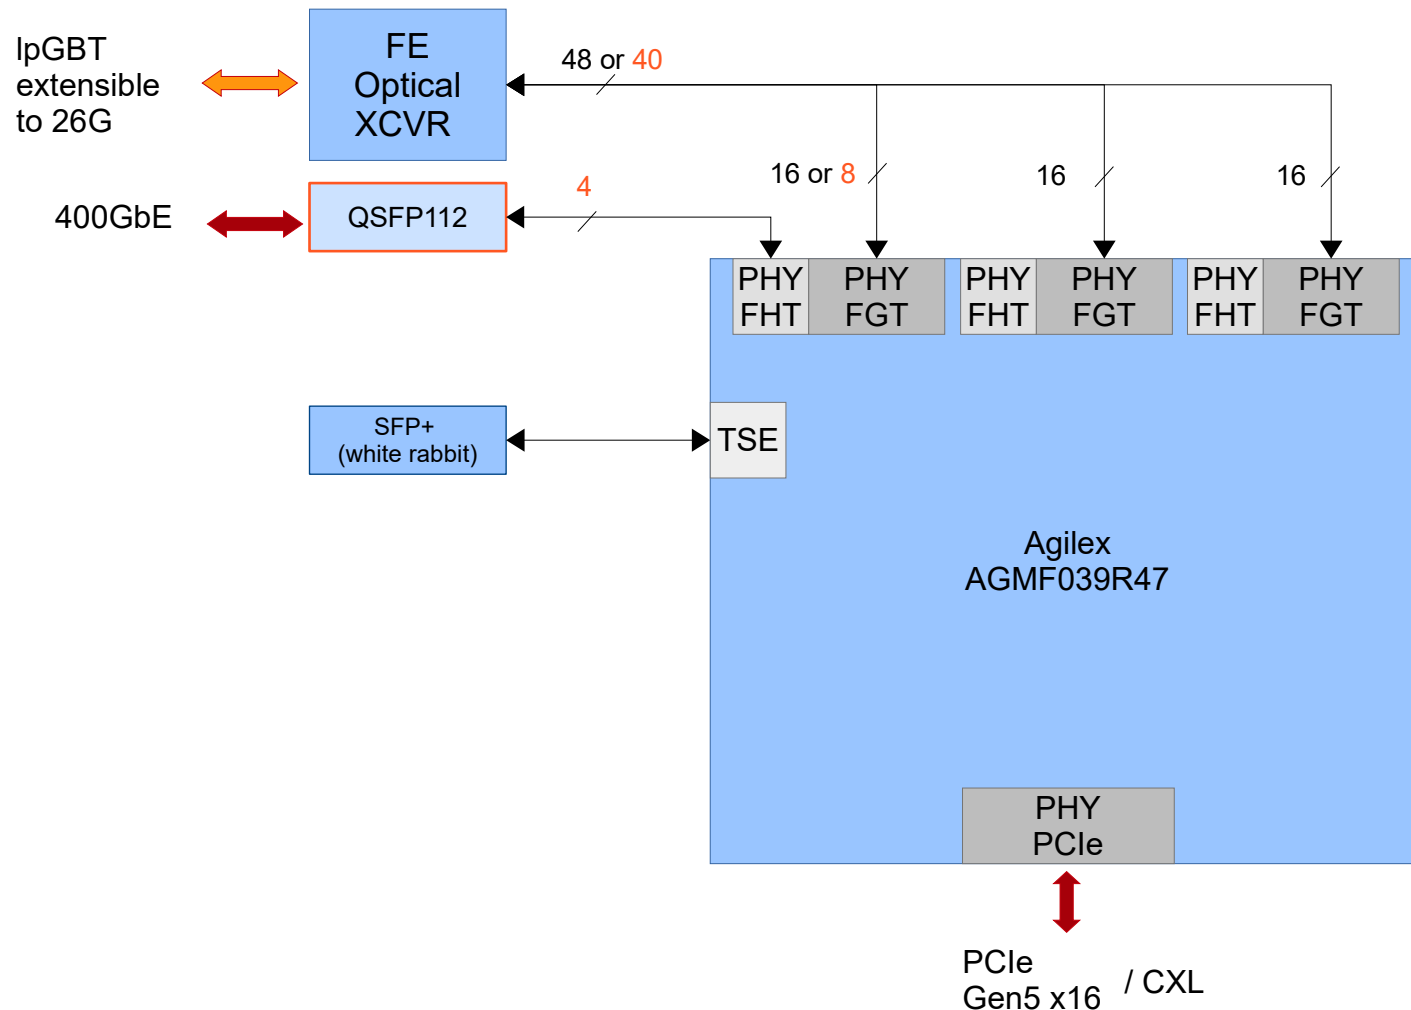 lpGBT
extensible
to 26G
FE
Optical
XCVR
48 or 40
400GbE
QSFP112
4
16 or 8
16
16
PHY
FHT
PHY
FGT
PHY
FHT
PHY
FGT
PHY
FHT
PHY
FGT
SFP+
(white rabbit)
TSE
Agilex
AGMF039R47
PHY
PCIe
PCIe
Gen5 x16
/ CXL